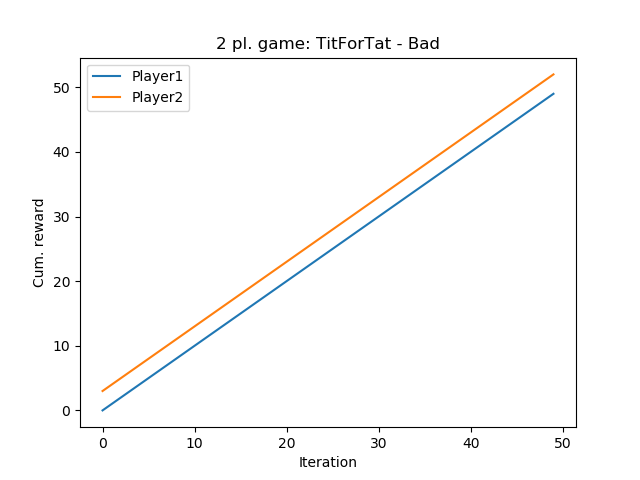 2 pl. game: TitForTat - Bad
Player1
Player2
50
40
30
20
10
0
Cum. reward
0 10 20 30 40 50
Iteration